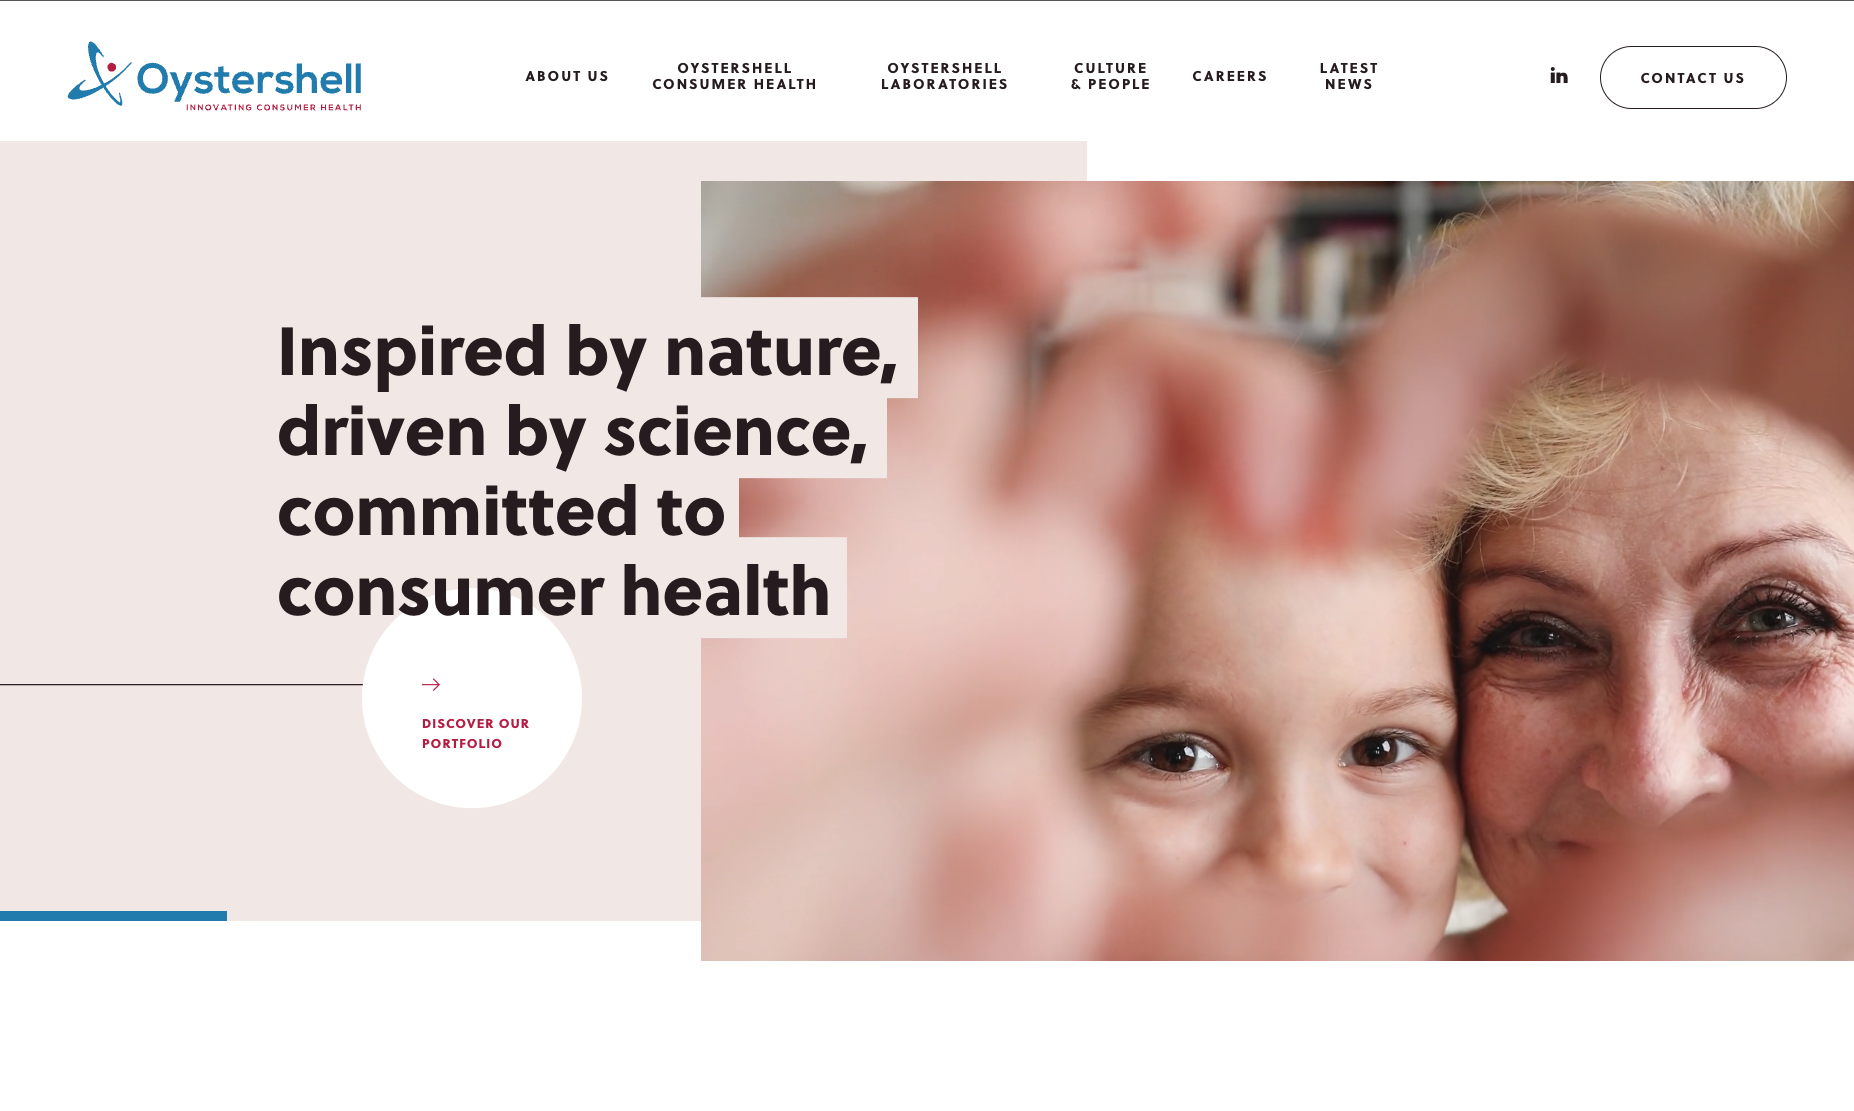 Oystershell
INNOVATING CONSUMER HEALTH
ABOUT US
OYSTERSHELL
CONSUMER HEALTH
OYSTERSHELL
LABORATORIES
CULTURE
& PEOPLE
CAREERS
LATEST
NEWS
in
CONTACT US
Inspired by nature,
driven by science,
committed to
consumer health
DISCOVER OUR
PORTFOLIO